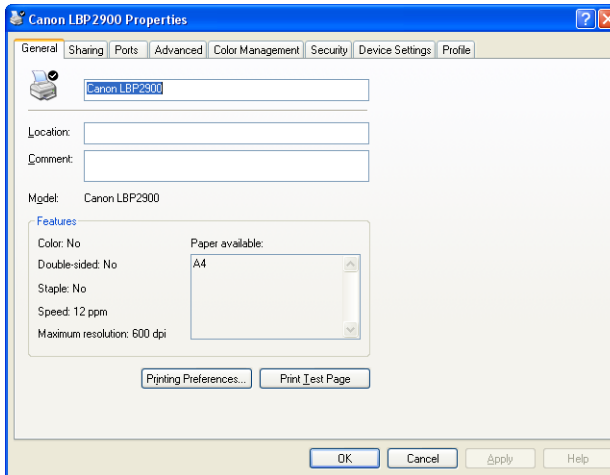 Canon LBP2900 Properties
General Sharing Ports Advanced Color Management Security Device Settings Profile
Canon LBP2900
Location:
Comment:
Model: Canon LBP2900
Features
Color: No Paper available:
Double-sided: No A4
Staple: No
Speed: 12 ppm
Maximum resolution: 600 dpi
Printing Preferences... Print Test Page
OK Cancel Apply Help